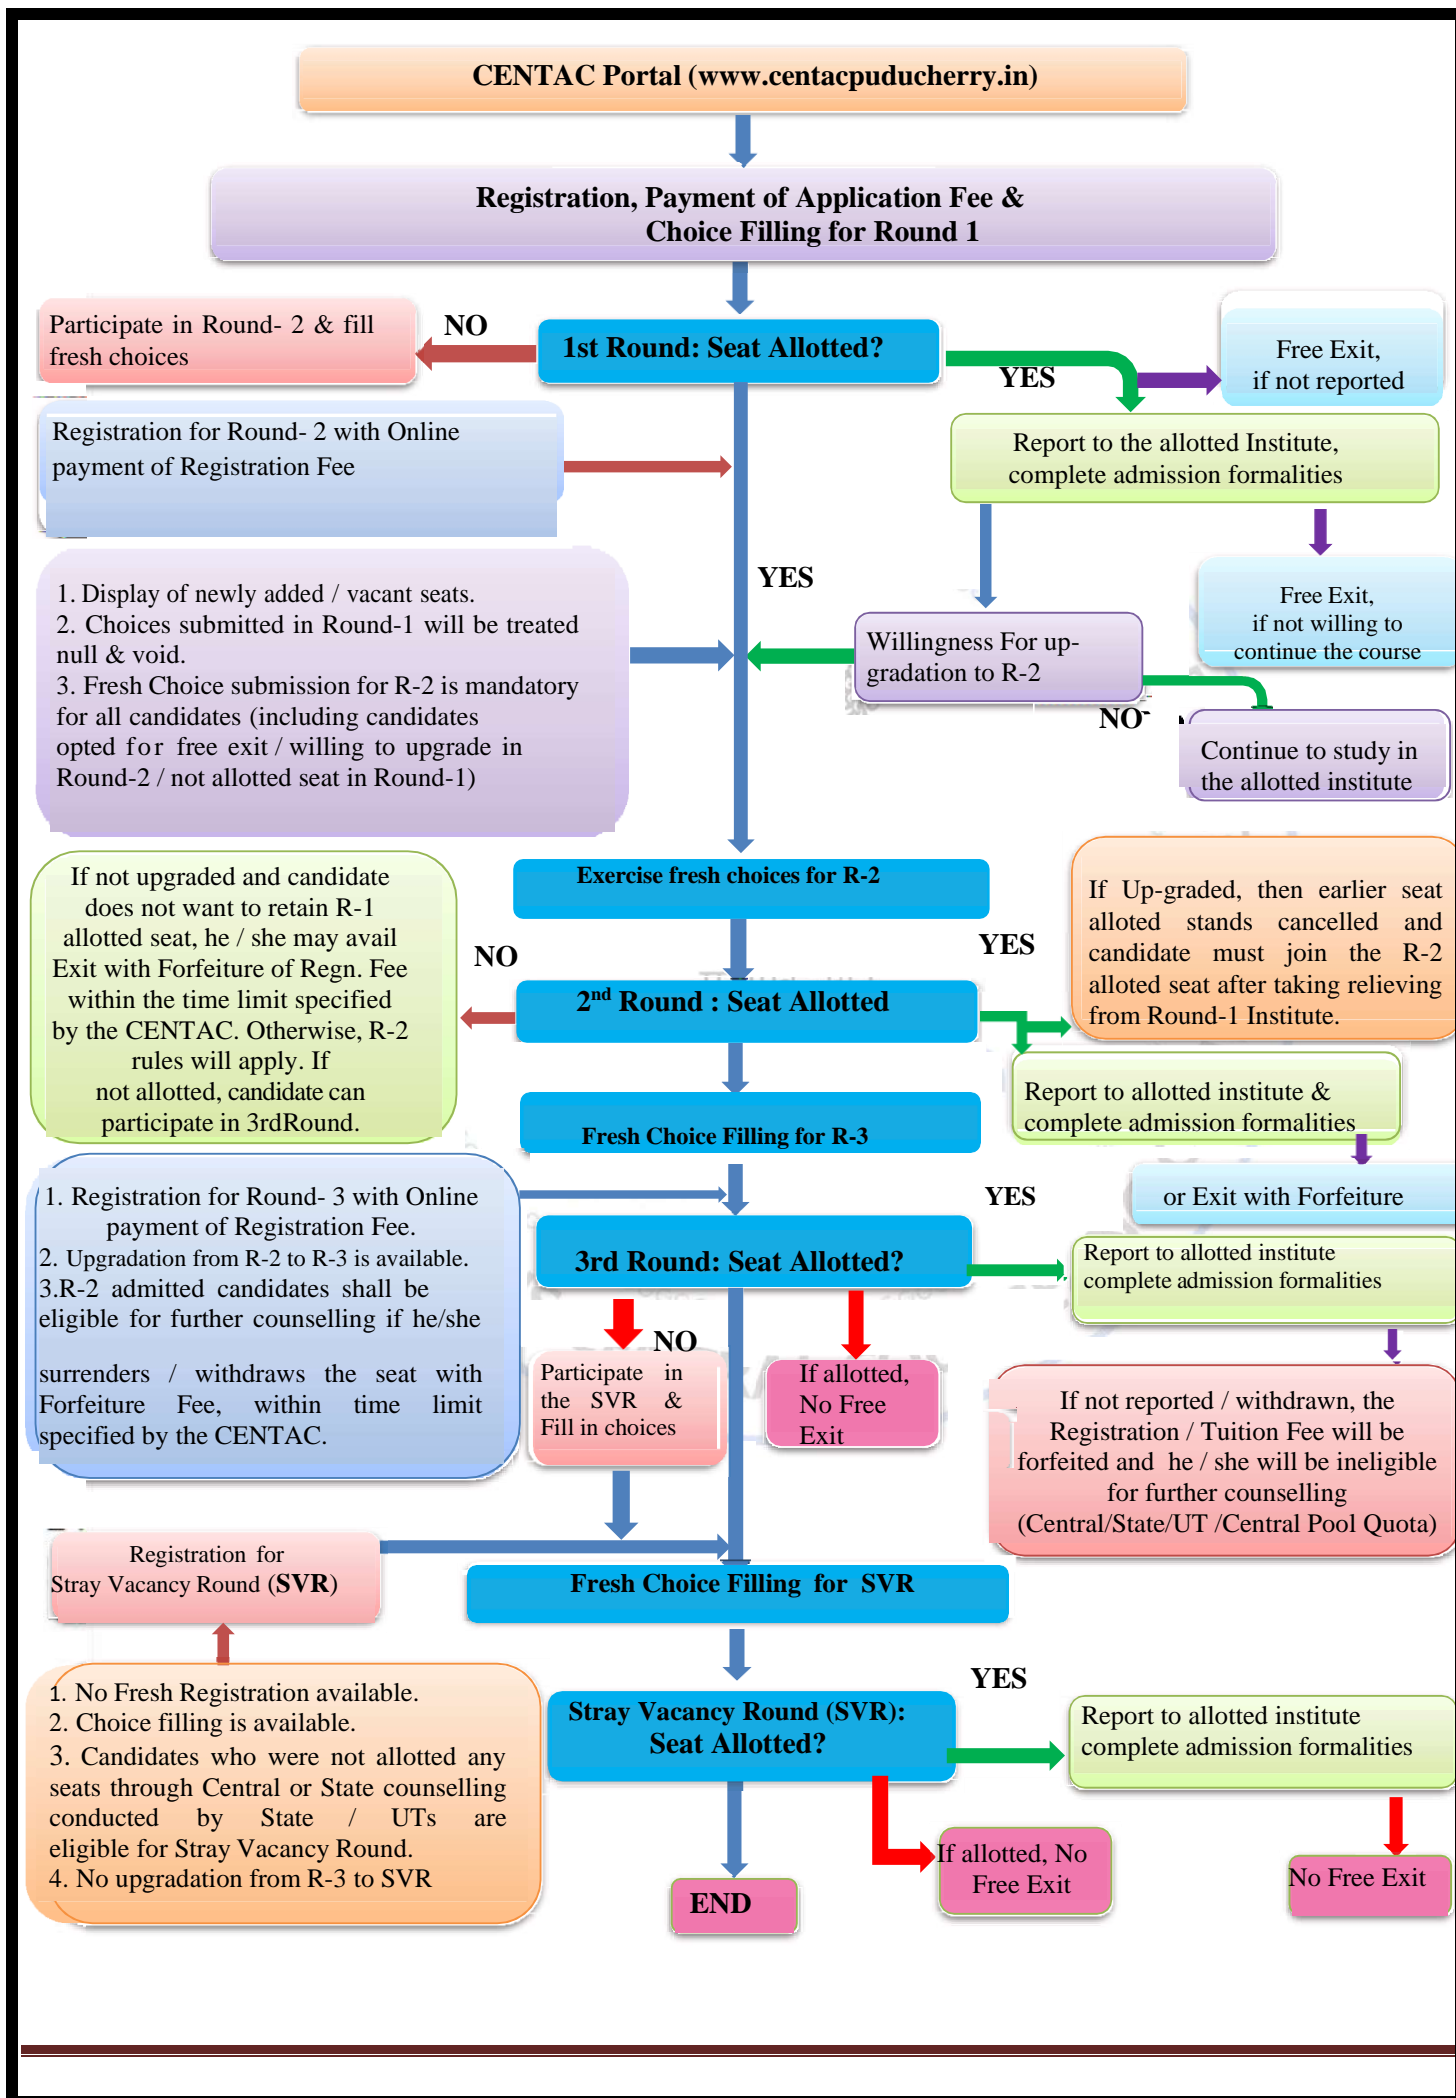 CENTAC Portal (www.centacpuducherry.in)
Registration, Payment of Application Fee &
Choice Filling for Round 1
Participate in Round- 2 & fill
fresh choices
NO
1st Round: Seat Allotted?
YES
Free Exit,
if not reported
Registration for Round- 2 with Online
payment of Registration Fee
Report to the allotted Institute,
complete admission formalities
1. Display of newly added / vacant seats.
2. Choices submitted in Round-1 will be treated
null & void.
3. Fresh Choice submission for R-2 is mandatory
for all candidates (including candidates
opted for free exit / willing to upgrade in
Round-2 / not allotted seat in Round-1)
YES
Willingness For up-
gradation to R-2
Free Exit,
if not willing to
continue the course
NO
Continue to study in
the allotted institute
Exercise fresh choices for R-2
If not upgraded and candidate
does not want to retain R-1
allotted seat, he / she may avail
Exit with Forfeiture of Regn. Fee
within the time limit specified
by the CENTAC. Otherwise, R-2
rules will apply. If
not allotted, candidate can
participate in 3rdRound.
NO
2nd Round : Seat Allotted
YES
If Up-graded, then earlier seat
alloted stands cancelled and
candidate must join the R-2
alloted seat after taking relieving
from Round-1 Institute.
Report to allotted institute &
complete admission formalities
Fresh Choice Filling for R-3
or Exit with Forfeiture
1. Registration for Round- 3 with Online
payment of Registration Fee.
2. Upgradation from R-2 to R-3 is available.
3.R-2 admitted candidates shall be
eligible for further counselling if he/she
surrenders / withdraws the seat with
Forfeiture Fee, within time limit
specified by the CENTAC.
3rd Round: Seat Allotted?
YES
Report to allotted institute
complete admission formalities
NO
Participate in
the SVR &
Fill in choices
If allotted,
No Free
Exit
If not reported / withdrawn, the
Registration / Tuition Fee will be
forfeited and he / she will be ineligible
for further counselling
(Central/State/UT /Central Pool Quota)
Registration for
Stray Vacancy Round (SVR)
Fresh Choice Filling for SVR
1. No Fresh Registration available.
2. Choice filling is available.
3. Candidates who were not allotted any
seats through Central or State counselling
conducted by State / UTs are
eligible for Stray Vacancy Round.
4. No upgradation from R-3 to SVR
Stray Vacancy Round (SVR):
Seat Allotted?
YES
Report to allotted institute
complete admission formalities
If allotted, No
Free Exit
No Free Exit
END